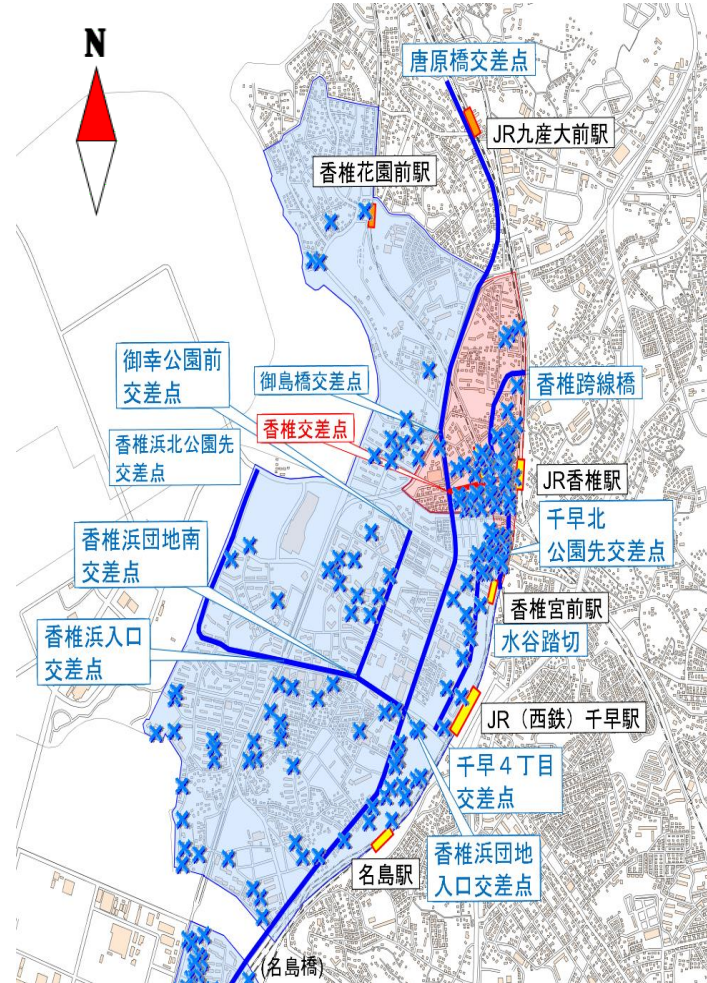 N
唐原橋交差点
JR九産大前駅
香椎花園前駅
御幸公園前
交差点
御島橋交差点
香椎跨線橋
香椎交差点
香椎浜北公園先
交差点
JR香椎駅
千早北
公園先交差点
香椎浜団地南
交差点
香椎宮前駅
水谷踏切
香椎浜入口
交差点
JR（西鉄）千早駅
千早４丁目
交差点
香椎浜団地
入口交差点
名島駅
(名島橋)